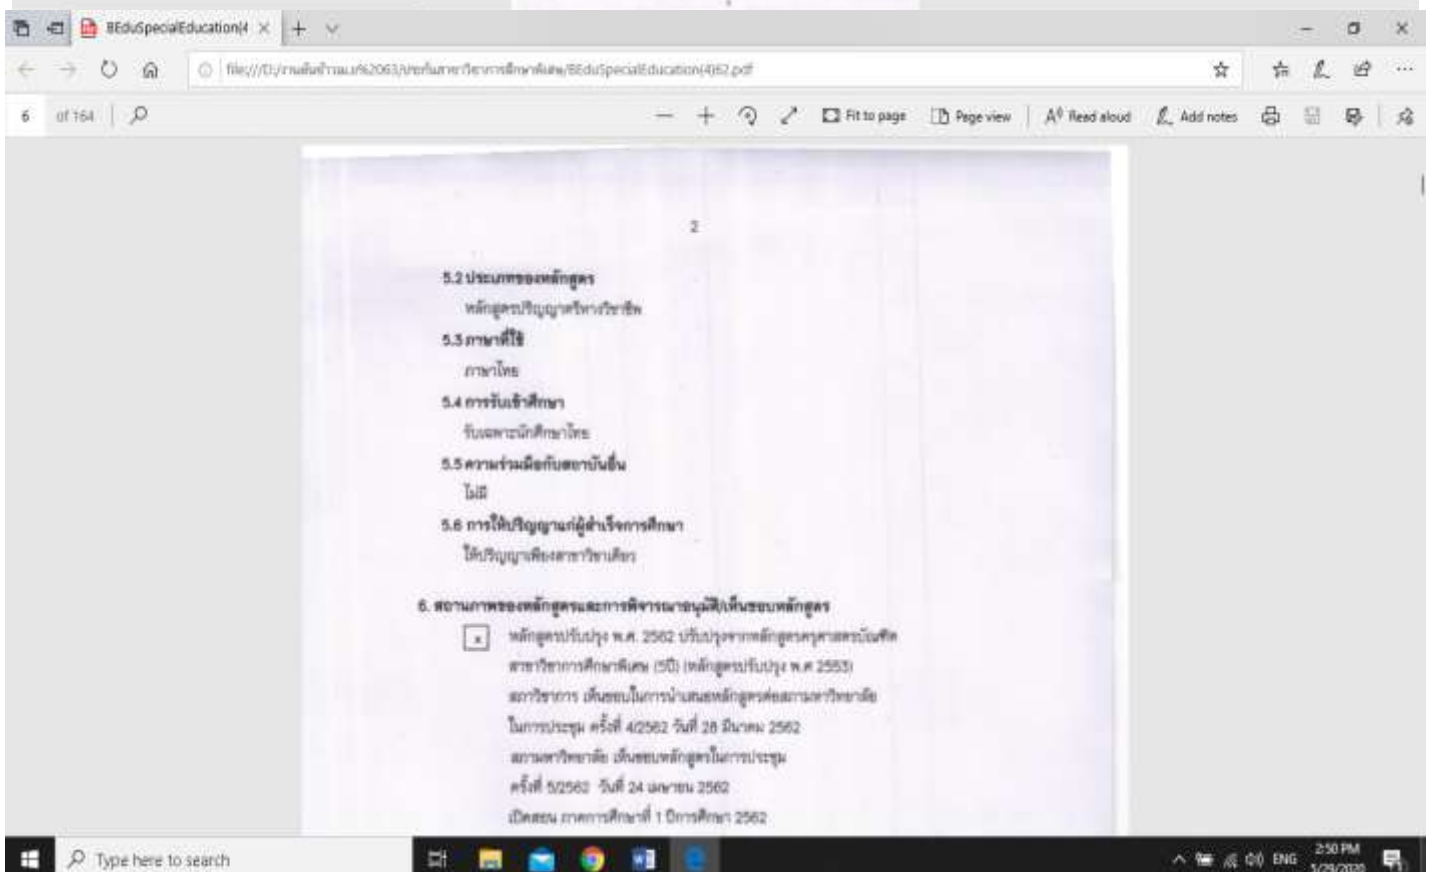 BEduSpecialEducation(4
6 of 164 Fit to page Page view Read aloud Add notes
2
5.2 ประเภทของหลักสูตร
หลักสูตรปริญญาตรีทางวิชาชีพ
5.3 ภาษาที่ใช้
ภาษาไทย
5.4 การรับเข้าศึกษา
รับเฉพาะนักศึกษาไทย
5.5 ความร่วมมือกับสถาบันอื่น
ไม่มี
5.6 การให้ปริญญาแก่ผู้สำเร็จการศึกษา
ให้ปริญญาเพียงสาขาวิชาเดียว
6. สถานภาพของหลักสูตรและการพิจารณาอนุมัติ/เห็นชอบหลักสูตร
x หลักสูตรปรับปรุง พ.ศ. 2562 ปรับปรุงจากหลักสูตรครุศาสตรบัณฑิต
สาขาวิชาการศึกษาพิเศษ (5ปี) (หลักสูตรปรับปรุง พ.ศ 2553)
สภาวิชาการ เห็นชอบในการนำเสนอหลักสูตรต่อสภามหาวิทยาลัย
ในการประชุม ครั้งที่ 4/2562 วันที่ 28 มีนาคม 2562
สภามหาวิทยาลัย เห็นชอบหลักสูตรในการประชุม
ครั้งที่ 5/2562 วันที่ 24 เมษายน 2562
เปิดสอน ภาคการศึกษาที่ 1 ปีการศึกษา 2562
Type here to search
ENG
2:50 PM
1/29/2020